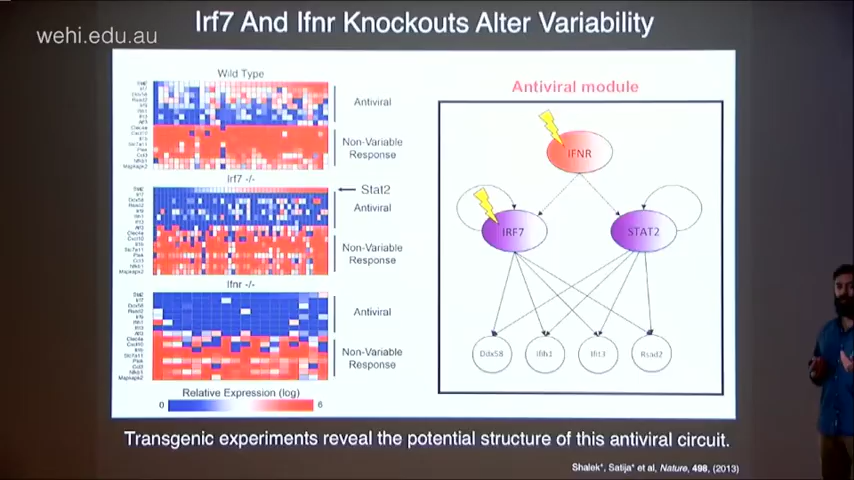 Irf7 And Ifnr Knockouts Alter Variability
wehi.edu.au
Wild Type
Antiviral
Non-Variable
Response
Irf7 -/-
Stat2
Antiviral
Non-Variable
Response
Ifnr -/-
Antiviral
Non-Variable
Response
Relative Expression (log)
0
6
Antiviral module
IFNR
IRF7
STAT2
Ddx58
Ifih1
Ifit3
Rsad2
Transgenic experiments reveal the potential structure of this antiviral circuit.
Shalek*, Satija* et al, Nature, 498, (2013)